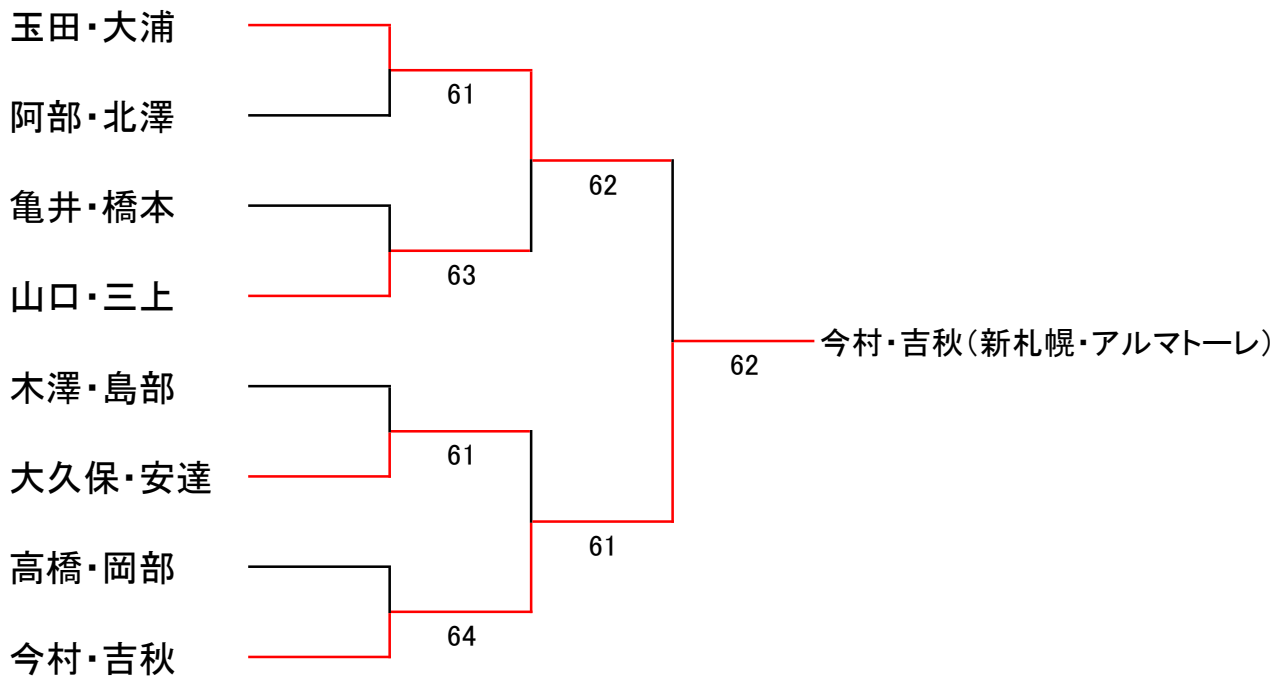 玉田・大浦
61
阿部・北澤
62
亀井・橋本
63
山口・三上
今村・吉秋(新札幌・アルマトーレ)
62
木澤・島部
61
大久保・安達
61
高橋・岡部
64
今村・吉秋